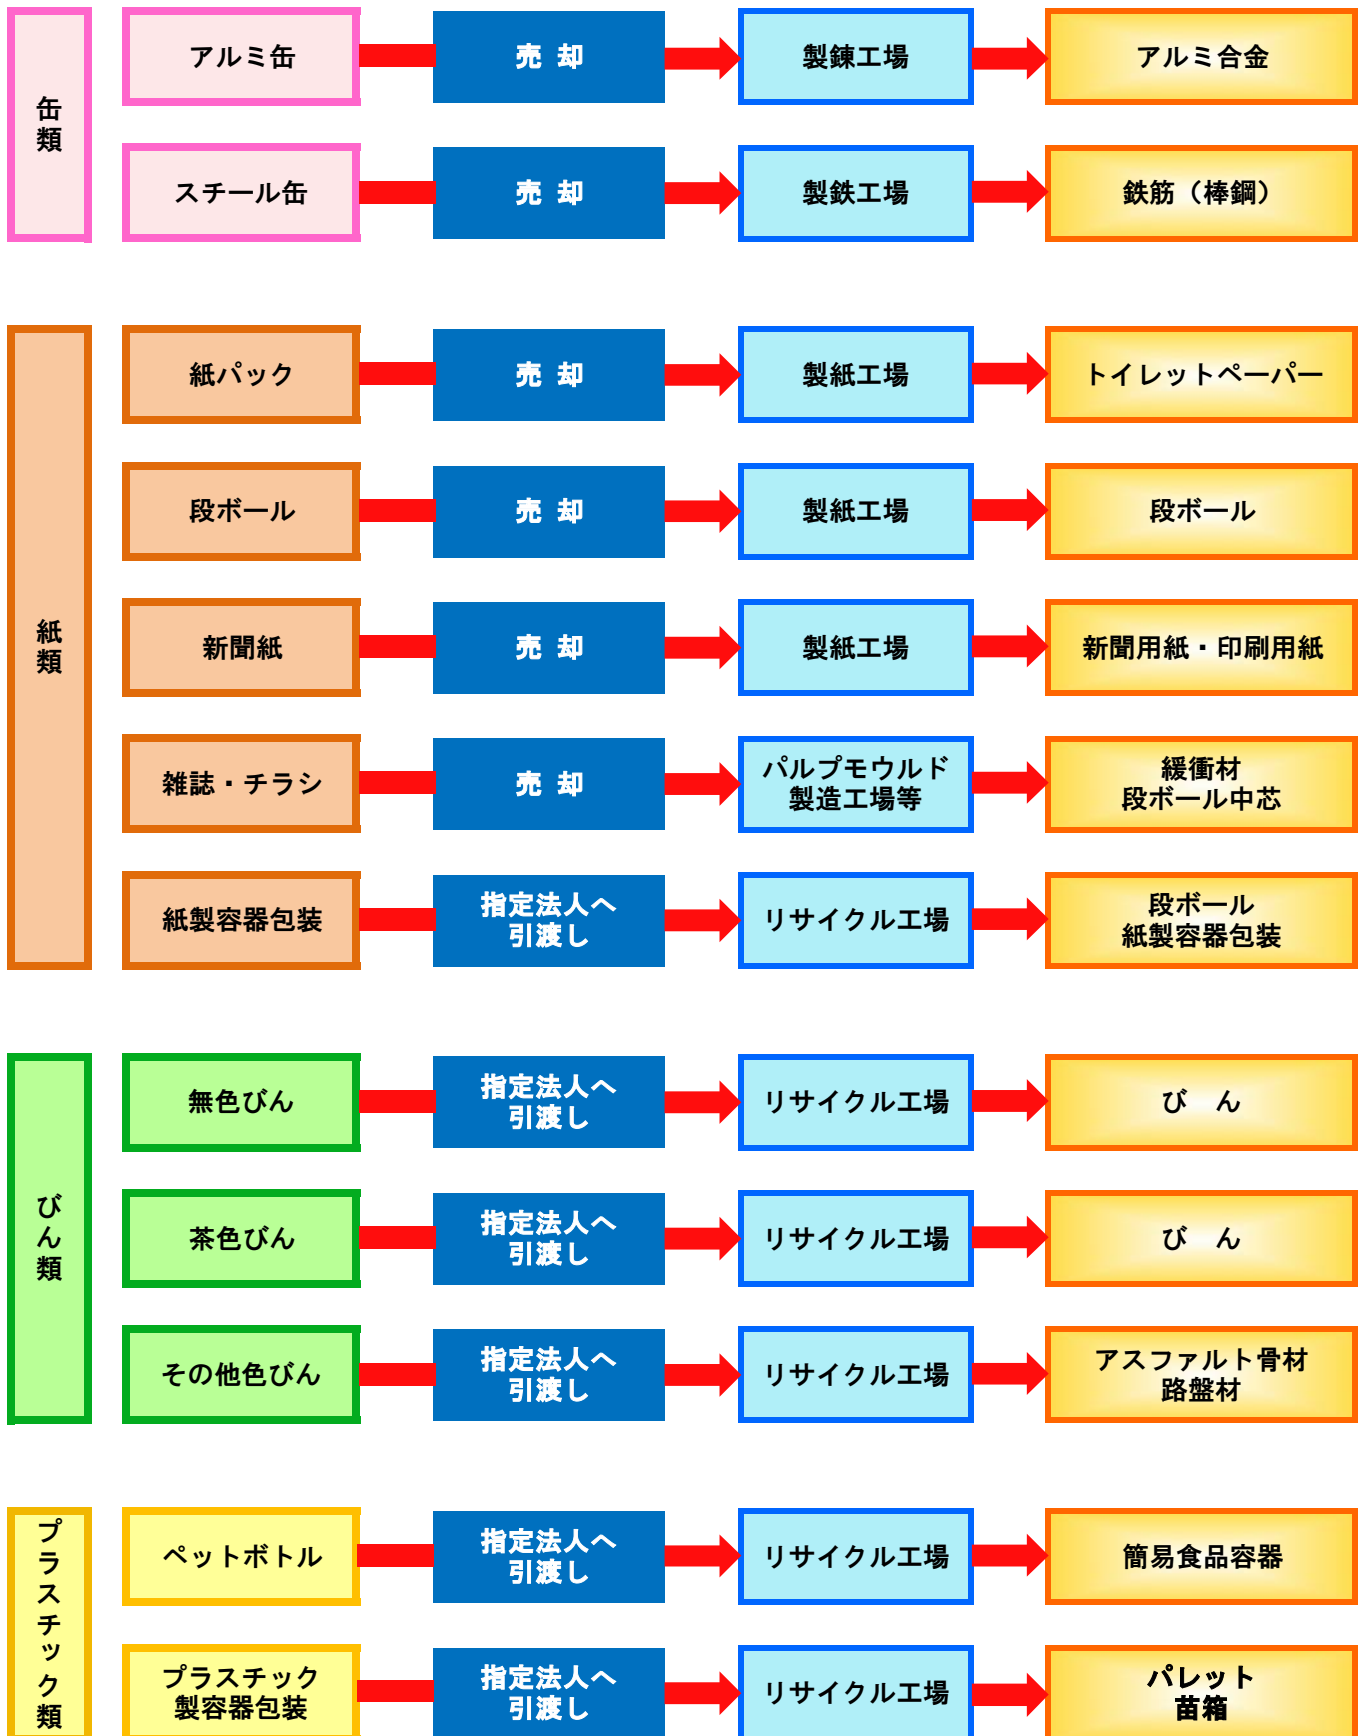 缶類
アルミ缶
売 却
製錬工場
アルミ合金
スチール缶
売 却
製鉄工場
鉄筋（棒鋼）
紙類
紙パック
売 却
製紙工場
トイレットペーパー
段ボール
売 却
製紙工場
段ボール
新聞紙
売 却
製紙工場
新聞用紙・印刷用紙
雑誌・チラシ
売 却
パルプモウルド
製造工場等
緩衝材
段ボール中芯
紙製容器包装
指定法人へ
引渡し
リサイクル工場
段ボール
紙製容器包装
びん類
無色びん
指定法人へ
引渡し
リサイクル工場
び　ん
茶色びん
指定法人へ
引渡し
リサイクル工場
び　ん
その他色びん
指定法人へ
引渡し
リサイクル工場
アスファルト骨材
路盤材
プラスチック類
ペットボトル
指定法人へ
引渡し
リサイクル工場
簡易食品容器
プラスチック
製容器包装
指定法人へ
引渡し
リサイクル工場
パレット
苗箱